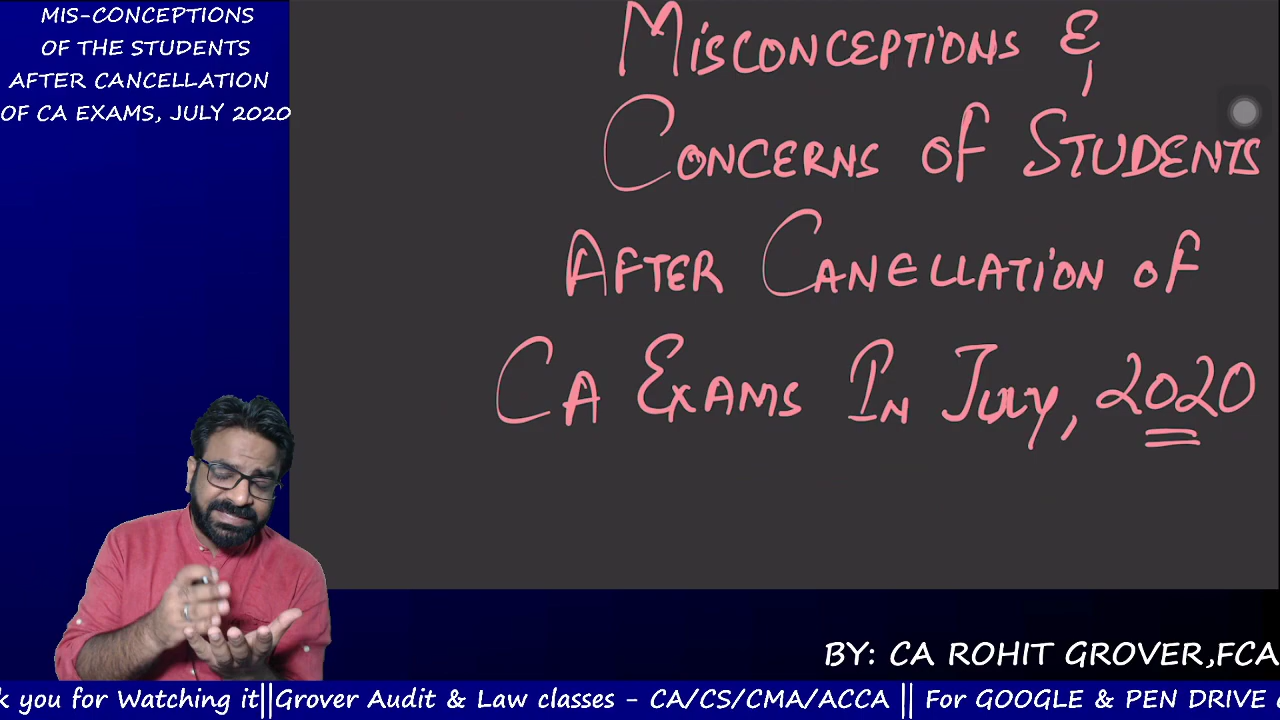 MIS-CONCEPTIONS
OF THE STUDENTS
AFTER CANCELLATION
OF CA EXAMS, JULY 2020
MISCONCEPTIONS &
CONCERNS OF STUDENTS
AFTER CANELLATION OF
CA EXAMS IN JULY, 2020
BY: CA ROHIT GROVER,FCA
k you for Watching it||Grover Audit & Law classes - CA/CS/CMA/ACCA || For GOOGLE & PEN DRIVE